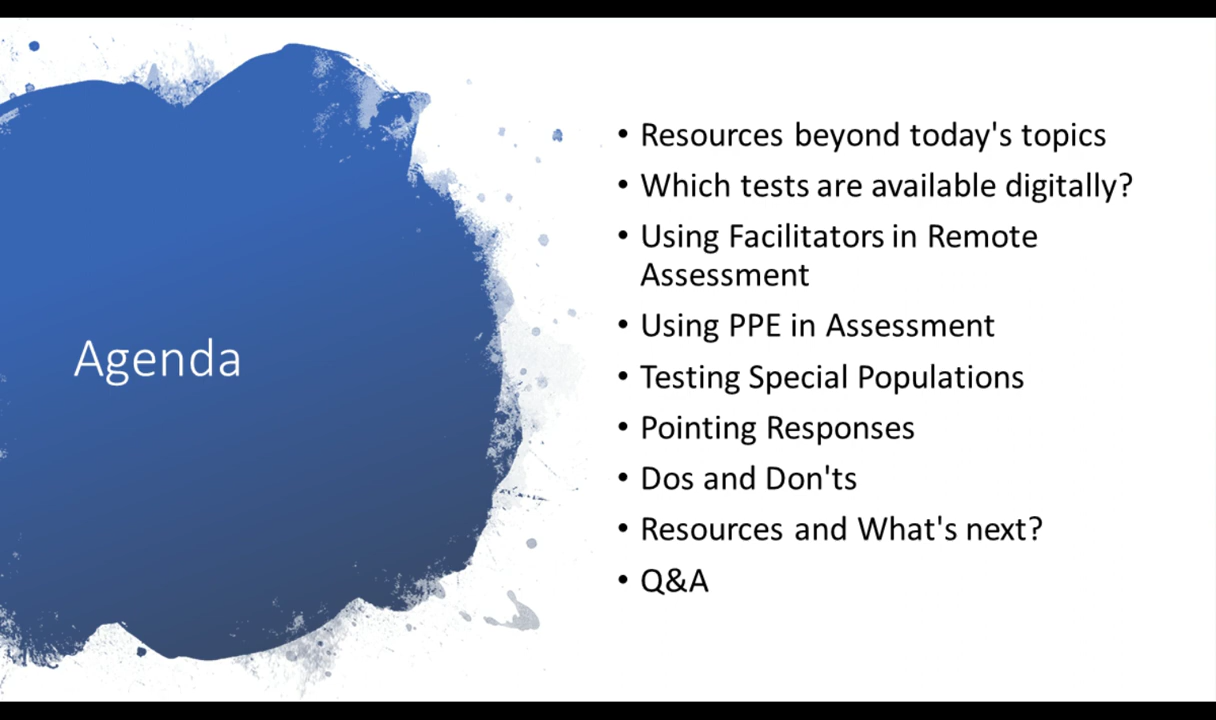 Agenda
• Resources beyond today's topics
• Which tests are available digitally?
• Using Facilitators in Remote
Assessment
• Using PPE in Assessment
• Testing Special Populations
• Pointing Responses
• Dos and Don'ts
• Resources and What's next?
• Q&A